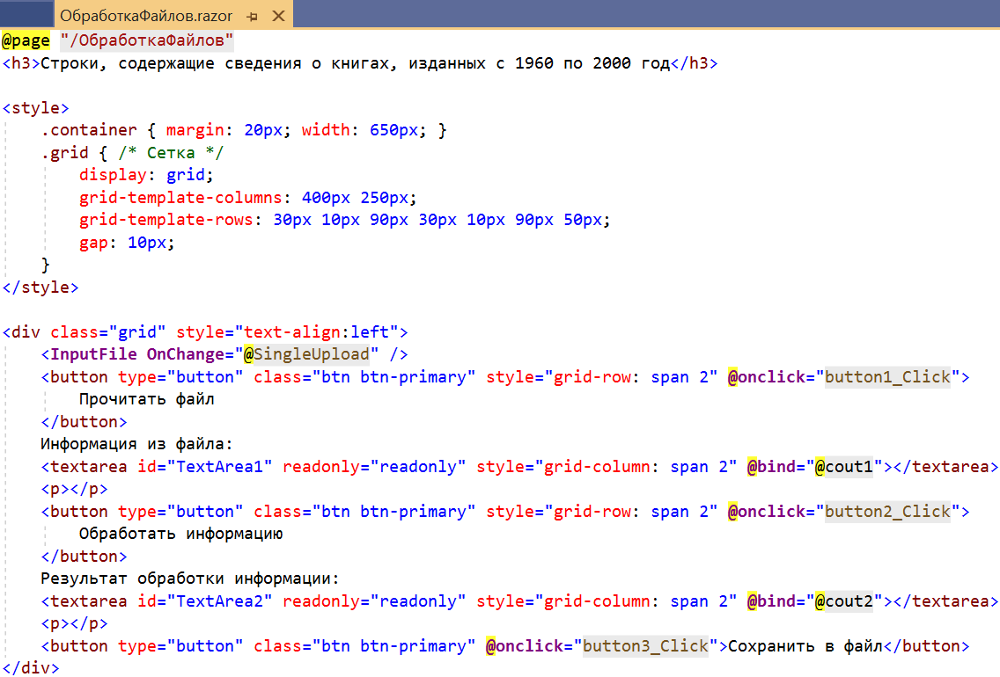 ОбработкаФайлов.razor
@page "/ОбработкаФайлов"
<h3>Строки, содержащие сведения о книгах, изданных с 1960 по 2000 год</h3>
<style>
.container { margin: 20px; width: 650px; }
.grid { /* Сетка */
display: grid;
grid-template-columns: 400px 250px;
grid-template-rows: 30px 10px 90px 30px 10px 90px 50px;
gap: 10px;
}
</style>
<div class="grid" style="text-align:left">
<InputFile OnChange="@SingleUpload" />
<button type="button" class="btn btn-primary" style="grid-row: span 2" @onclick="button1_Click">
Прочитать файл
</button>
Информация из файла:
<textarea id="TextArea1" readonly="readonly" style="grid-column: span 2" @bind="@cout1"></textarea>
<p></p>
<button type="button" class="btn btn-primary" style="grid-row: span 2" @onclick="button2_Click">
Обработать информацию
</button>
Результат обработки информации:
<textarea id="TextArea2" readonly="readonly" style="grid-column: span 2" @bind="@cout2"></textarea>
<p></p>
<button type="button" class="btn btn-primary" @onclick="button3_Click">Сохранить в файл</button>
</div>